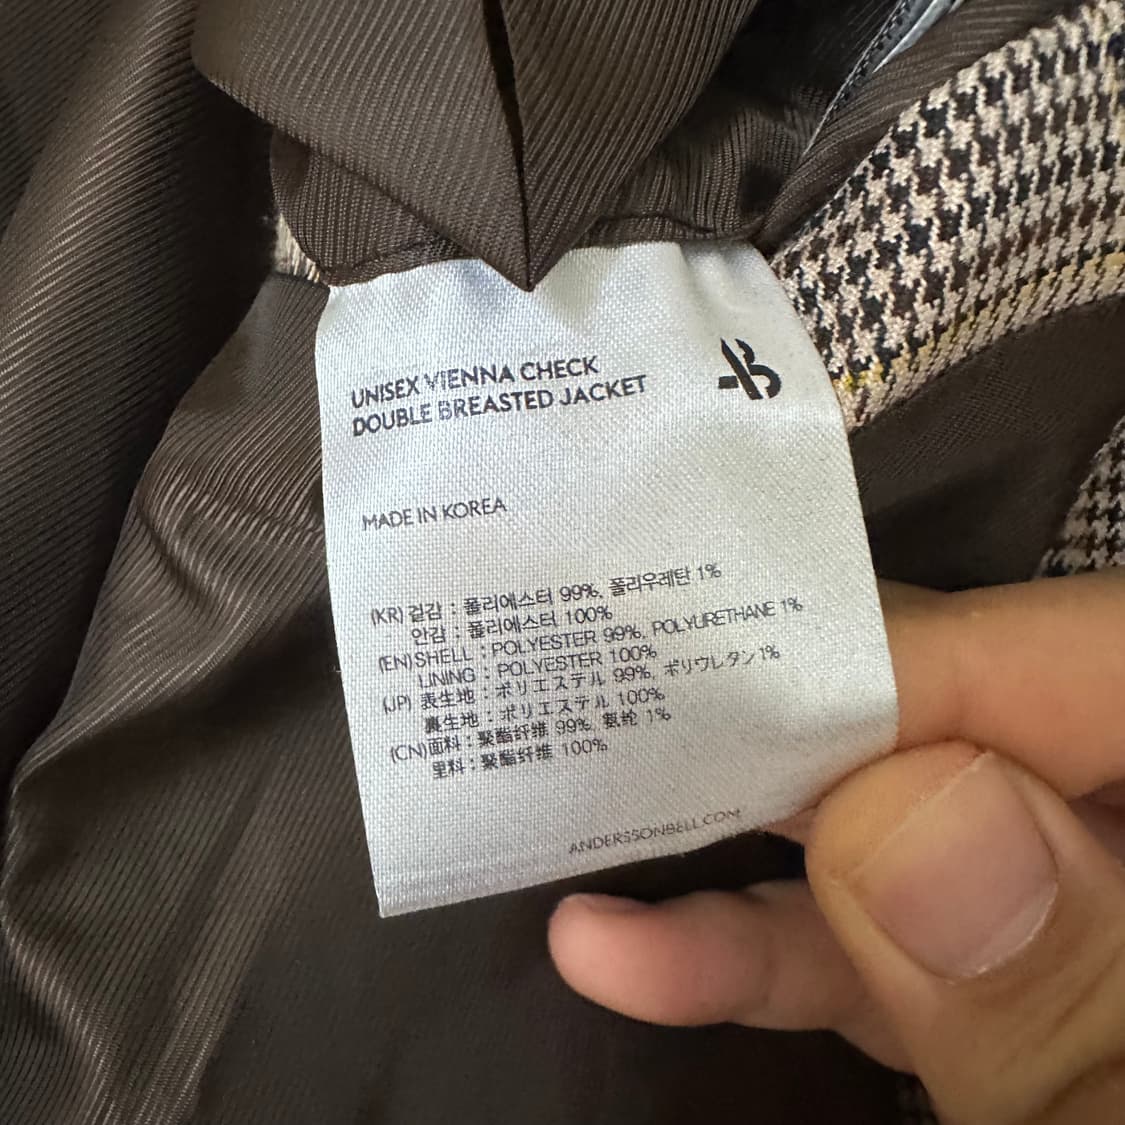 UNISEX VIENNA CHECK
DOUBLE BREASTED JACKET
MADE IN KOREA
(KR) 겉감 : 폴리에스터 99%, 폴리우레탄 1%
안감 : 폴리에스터 100%
(EN) SHELL : POLYESTER 99%, POLYURETHANE 1%
LINING : POLYESTER 100%
(JP) 表生地 : ポリエステル 99%, ポリウレタン 1%
裏生地 : ポリエステル 100%
(CN) 面料 : 聚酯纤维 99%, 氨纶 1%
里料 : 聚酯纤维 100%
ANDERSSONBELL.COM